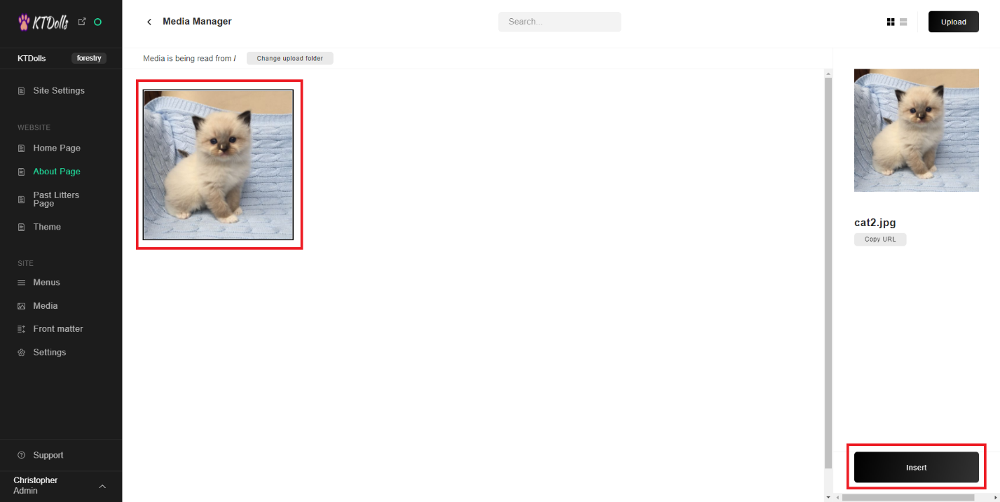 KTDolls
Media Manager
Search...
Upload
KTDolls
forestry
Media is being read from /
Change upload folder
Site Settings
WEBSITE
Home Page
About Page
Past Litters
Page
Theme
SITE
Menus
Media
Front matter
Settings
Support
Christopher
Admin
cat2.jpg
Copy URL
Insert